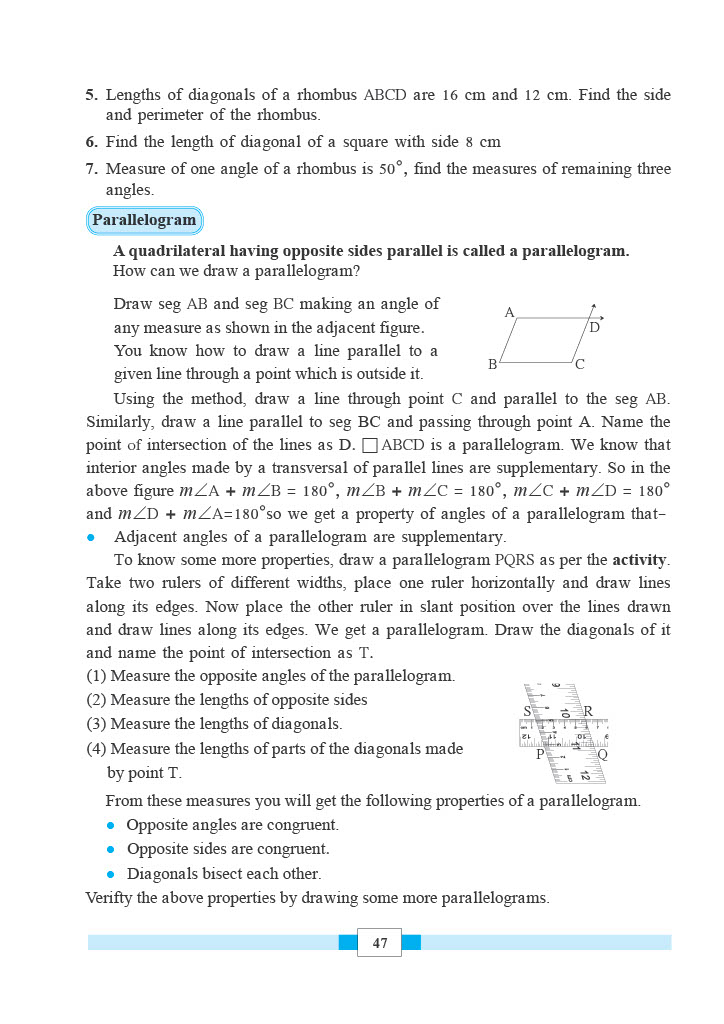 5. Lengths of diagonals of a rhombus ABCD are 16 cm and 12 cm. Find the side
and perimeter of the rhombus.
6. Find the length of diagonal of a square with side 8 cm
7. Measure of one angle of a rhombus is 50°, find the measures of remaining three
angles.
Parallelogram
A quadrilateral having opposite sides parallel is called a parallelogram.
How can we draw a parallelogram?
Draw seg AB and seg BC making an angle of
any measure as shown in the adjacent figure.
You know how to draw a line parallel to a
given line through a point which is outside it.
A
D
B
C
Using the method, draw a line through point C and parallel to the seg AB.
Similarly, draw a line parallel to seg BC and passing through point A. Name the
point of intersection of the lines as D. □ ABCD is a parallelogram. We know that
interior angles made by a transversal of parallel lines are supplementary. So in the
above figure m∠A + m∠B = 180°, m∠B + m∠C = 180°, m∠C + m∠D = 180°
and m∠D + m∠A=180°so we get a property of angles of a parallelogram that–
• Adjacent angles of a parallelogram are supplementary.
To know some more properties, draw a parallelogram PQRS as per the activity.
Take two rulers of different widths, place one ruler horizontally and draw lines
along its edges. Now place the other ruler in slant position over the lines drawn
and draw lines along its edges. We get a parallelogram. Draw the diagonals of it
and name the point of intersection as T.
(1) Measure the opposite angles of the parallelogram.
(2) Measure the lengths of opposite sides
(3) Measure the lengths of diagonals.
(4) Measure the lengths of parts of the diagonals made
by point T.
S
R
P
Q
10
11
12
From these measures you will get the following properties of a parallelogram.
• Opposite angles are congruent.
• Opposite sides are congruent.
• Diagonals bisect each other.
Verifty the above properties by drawing some more parallelograms.
47